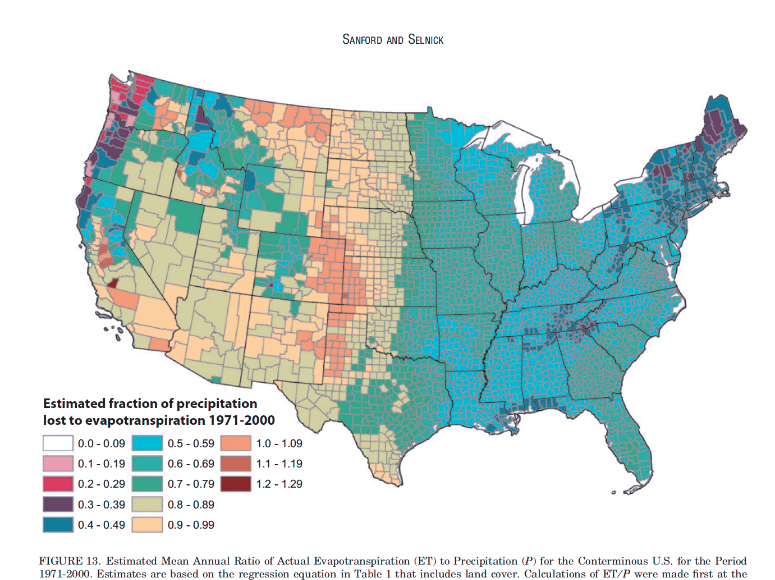 SANFORD AND SELNICK
Estimated fraction of precipitation
lost to evapotranspiration 1971-2000
0.0 - 0.09 0.5 - 0.59 1.0 - 1.09
0.1 - 0.19 0.6 - 0.69 1.1 - 1.19
0.2 - 0.29 0.7 - 0.79 1.2 - 1.29
0.3 - 0.39 0.8 - 0.89
0.4 - 0.49 0.9 - 0.99
FIGURE 13. Estimated Mean Annual Ratio of Actual Evapotranspiration (ET) to Precipitation (P) for the Conterminous U.S. for the Period
1971-2000. Estimates are based on the regression equation in Table 1 that includes land cover. Calculations of ET/P were made first at the